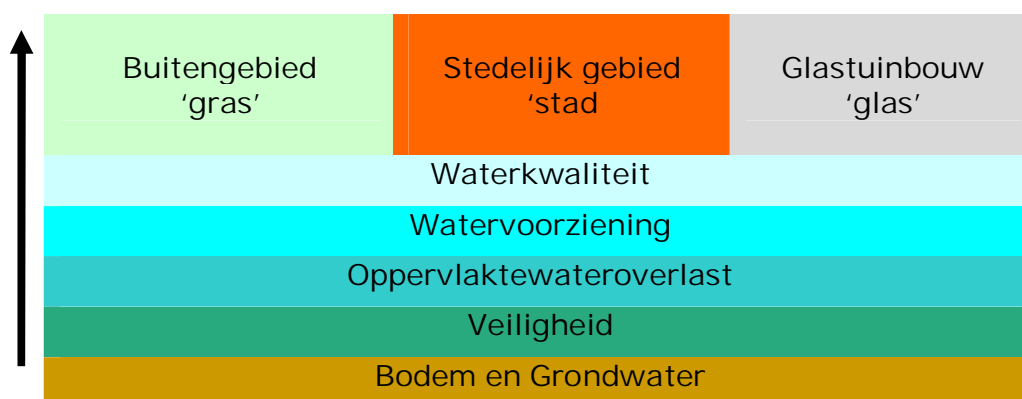 Buitengebied
‘gras’
Stedelijk gebied
‘stad
Glastuinbouw
‘glas’
Waterkwaliteit
Watervoorziening
Oppervlaktewateroverlast
Veiligheid
Bodem en Grondwater